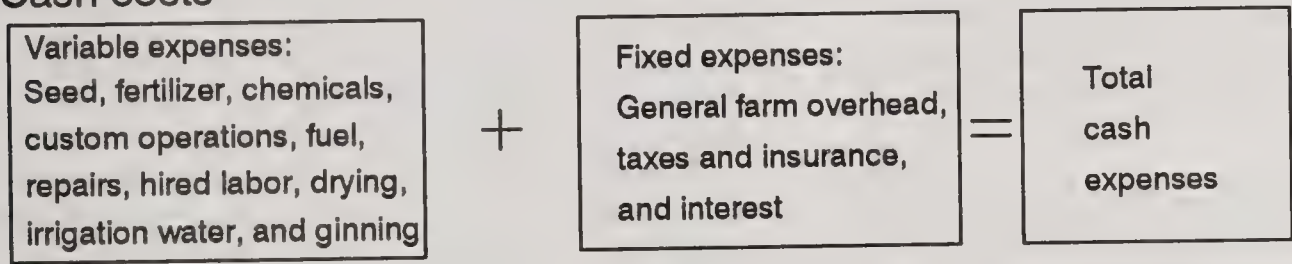 Cash costs
Variable expenses:
Seed, fertilizer, chemicals,
custom operations, fuel,
repairs, hired labor, drying,
irrigation water, and ginning
+
Fixed expenses:
General farm overhead,
taxes and insurance,
and interest
=
Total
cash
expenses